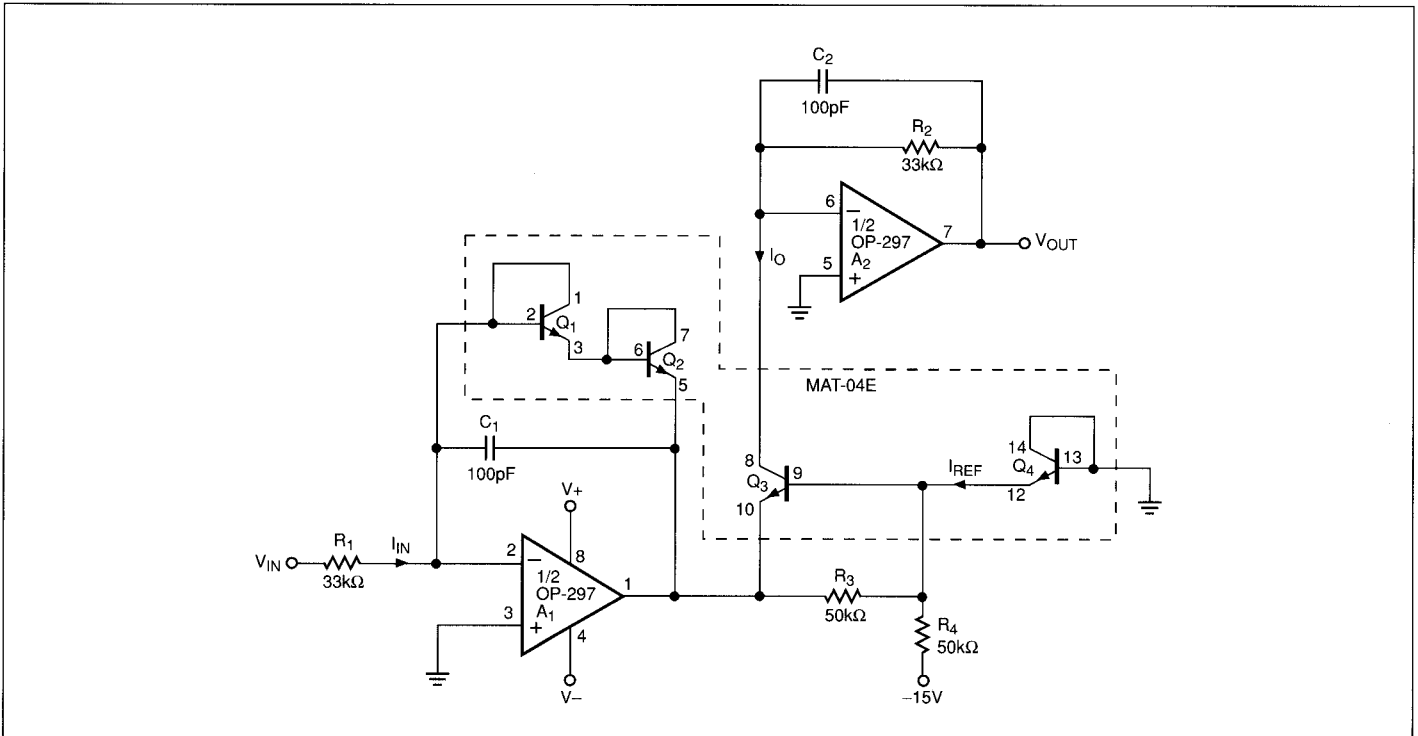 C2
100pF
R2
33kΩ
6
−
1/2
OP-297
A2
7
VOUT
5
+
IO
1
2
Q1
3
7
6
Q2
5
MAT-04E
C1
100pF
8
9
Q3
10
IREF
14
13
Q4
12
V+
VIN
R1
33kΩ
IIN
2
−
8
1/2
OP-297
A1
1
3
+
4
V−
R3
50kΩ
R4
50kΩ
−15V